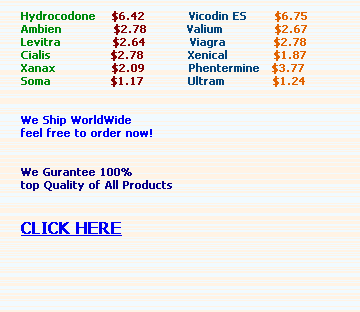 Hydrocodone $6.42 Vicodin ES $6.75
Ambien $2.78 Valium $2.67
Levitra $2.64 Viagra $2.78
Cialis $2.78 Xenical $1.87
Xanax $2.09 Phentermine $3.77
Soma $1.17 Ultram $1.24
We Ship WorldWide
feel free to order now!
We Gurantee 100%
top Quality of All Products
CLICK HERE